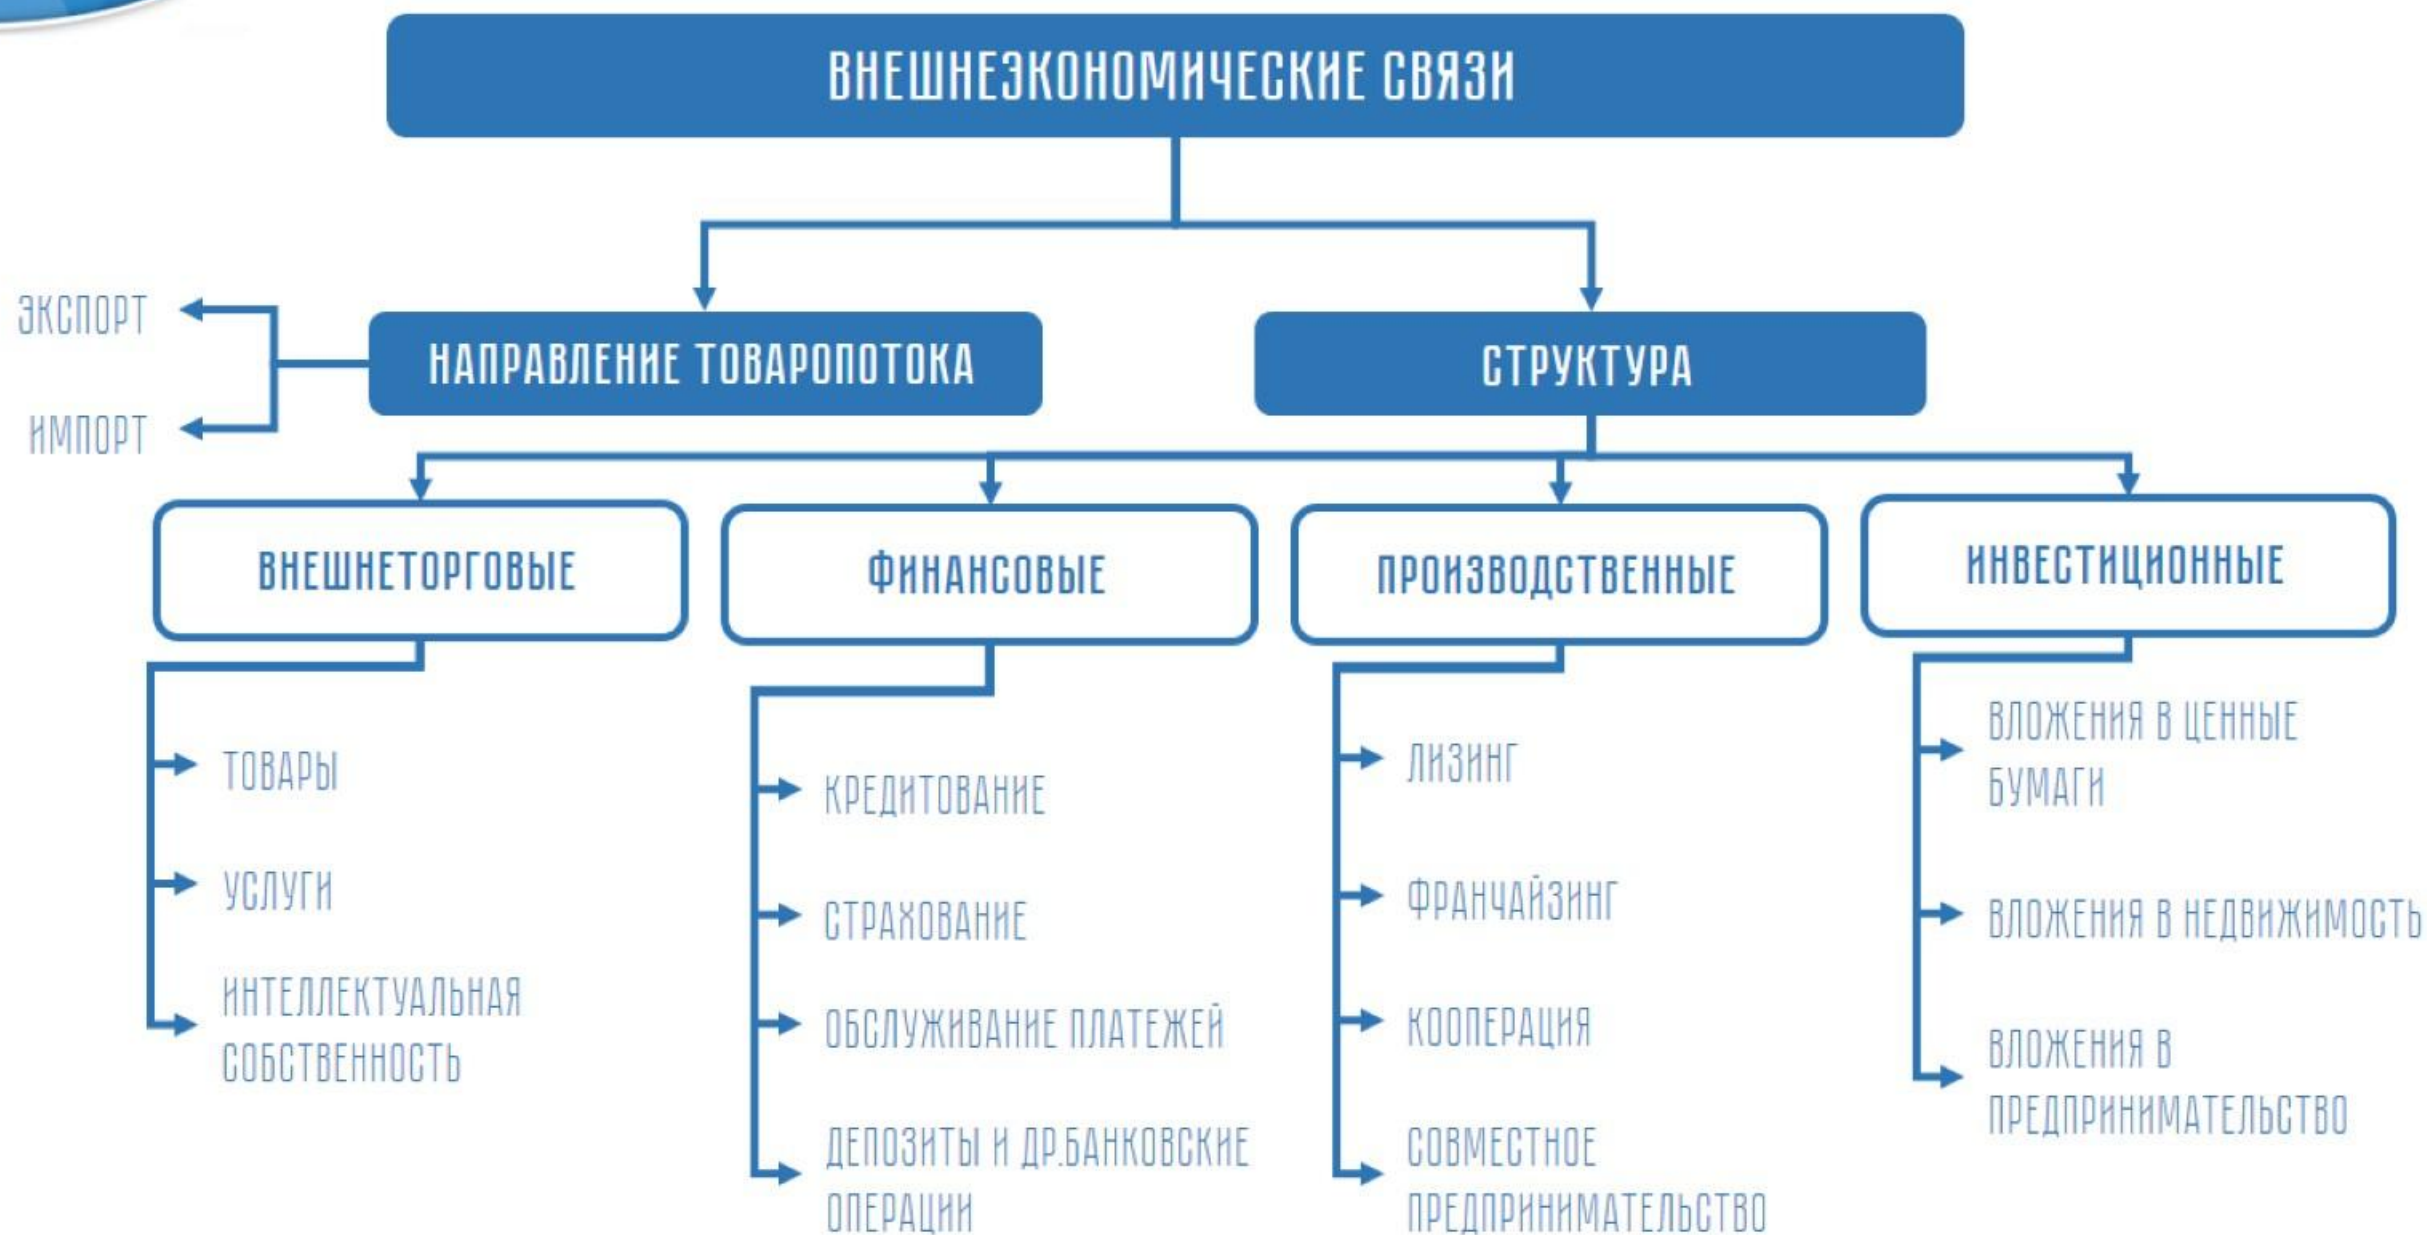 ВНЕШНЕЭКОНОМИЧЕСКИЕ СВЯЗИ
ЭКСПОРТ
ИМПОРТ
НАПРАВЛЕНИЕ ТОВАРОПОТОКА
СТРУКТУРА
ВНЕШНЕТОРГОВЫЕ
ТОВАРЫ
УСЛУГИ
ИНТЕЛЛЕКТУАЛЬНАЯ
СОБСТВЕННОСТЬ
ФИНАНСОВЫЕ
КРЕДИТОВАНИЕ
СТРАХОВАНИЕ
ОБСЛУЖИВАНИЕ ПЛАТЕЖЕЙ
ДЕПОЗИТЫ И ДР.БАНКОВСКИЕ
ОПЕРАЦИИ
ПРОИЗВОДСТВЕННЫЕ
ЛИЗИНГ
ФРАНЧАЙЗИНГ
КООПЕРАЦИЯ
СОВМЕСТНОЕ
ПРЕДПРИНИМАТЕЛЬСТВО
ИНВЕСТИЦИОННЫЕ
ВЛОЖЕНИЯ В ЦЕННЫЕ
БУМАГИ
ВЛОЖЕНИЯ В НЕДВИЖИМОСТЬ
ВЛОЖЕНИЯ В
ПРЕДПРИНИМАТЕЛЬСТВО